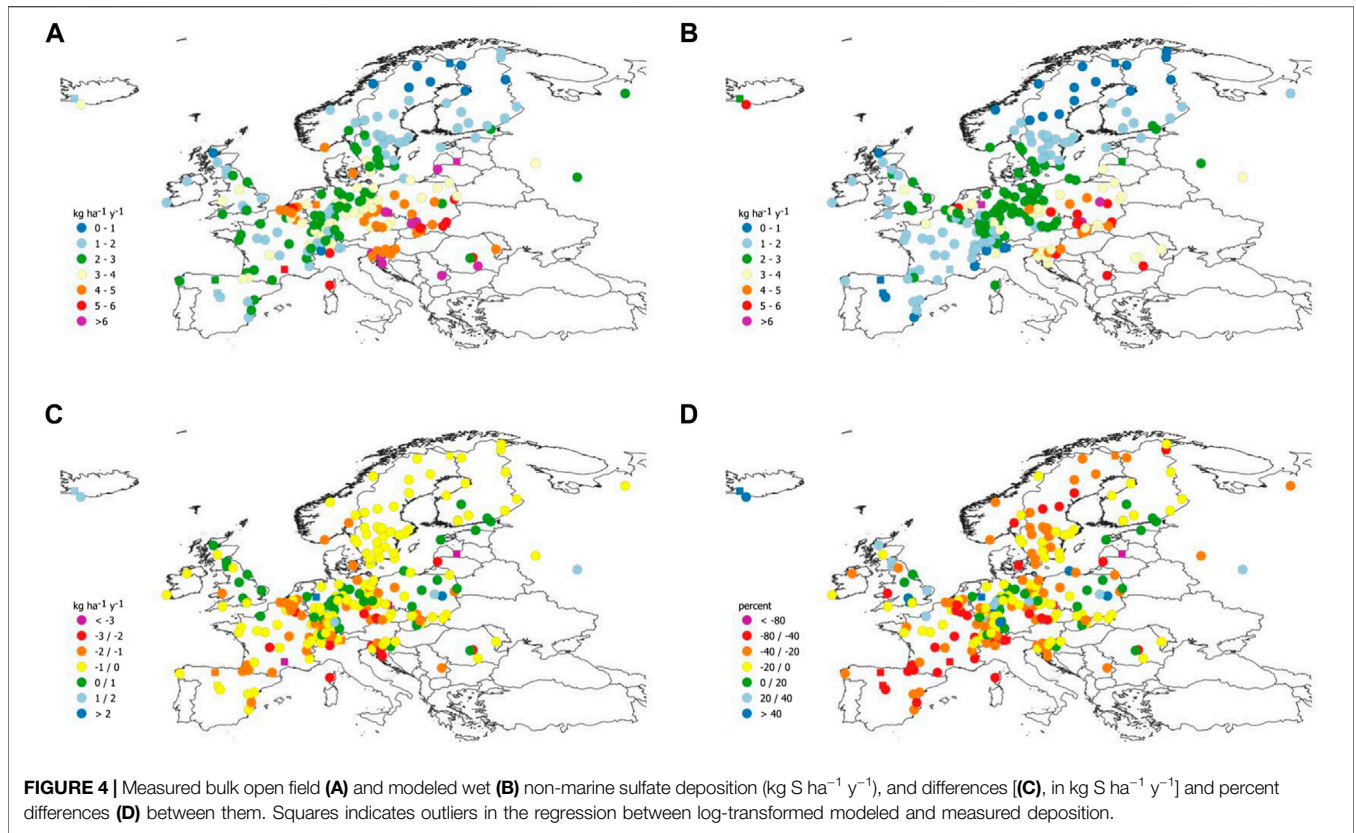 A
B
kg ha⁻¹ y⁻¹
0 - 1
1 - 2
2 - 3
3 - 4
4 - 5
5 - 6
>6
kg ha⁻¹ y⁻¹
0 - 1
1 - 2
2 - 3
3 - 4
4 - 5
5 - 6
>6
C
D
kg ha⁻¹ y⁻¹
< -3
-3 / -2
-2 / -1
-1 / 0
0 / 1
1 / 2
> 2
percent
< -80
-80 / -40
-40 / -20
-20 / 0
0 / 20
20 / 40
> 40
FIGURE 4 | Measured bulk open field (A) and modeled wet (B) non-marine sulfate deposition (kg S ha⁻¹ y⁻¹), and differences [(C), in kg S ha⁻¹ y⁻¹] and percent
differences (D) between them. Squares indicates outliers in the regression between log-transformed modeled and measured deposition.